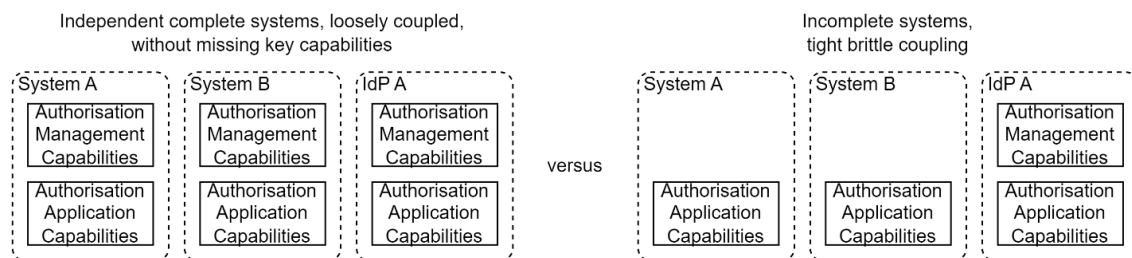 Independent complete systems, loosely coupled,
without missing key capabilities
System A
Authorisation
Management
Capabilities
Authorisation
Application
Capabilities
System B
Authorisation
Management
Capabilities
Authorisation
Application
Capabilities
IdP A
Authorisation
Management
Capabilities
Authorisation
Application
Capabilities
versus
Incomplete systems,
tight brittle coupling
System A
Authorisation
Application
Capabilities
System B
Authorisation
Application
Capabilities
IdP A
Authorisation
Management
Capabilities
Authorisation
Application
Capabilities